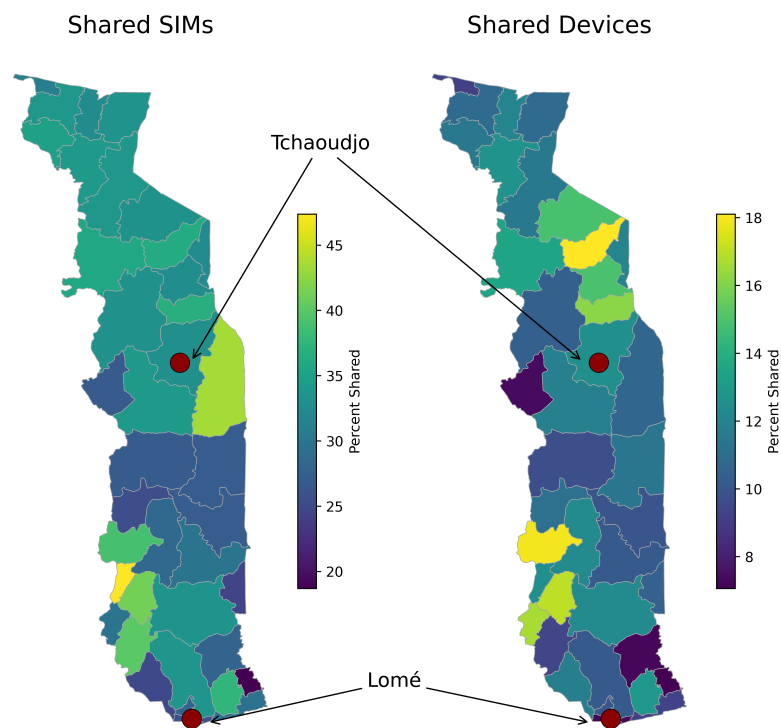 Shared SIMs
Shared Devices
Tchaoudjo
45
40
35
30
25
20
Percent Shared
18
16
14
12
10
8
Percent Shared
Lomé